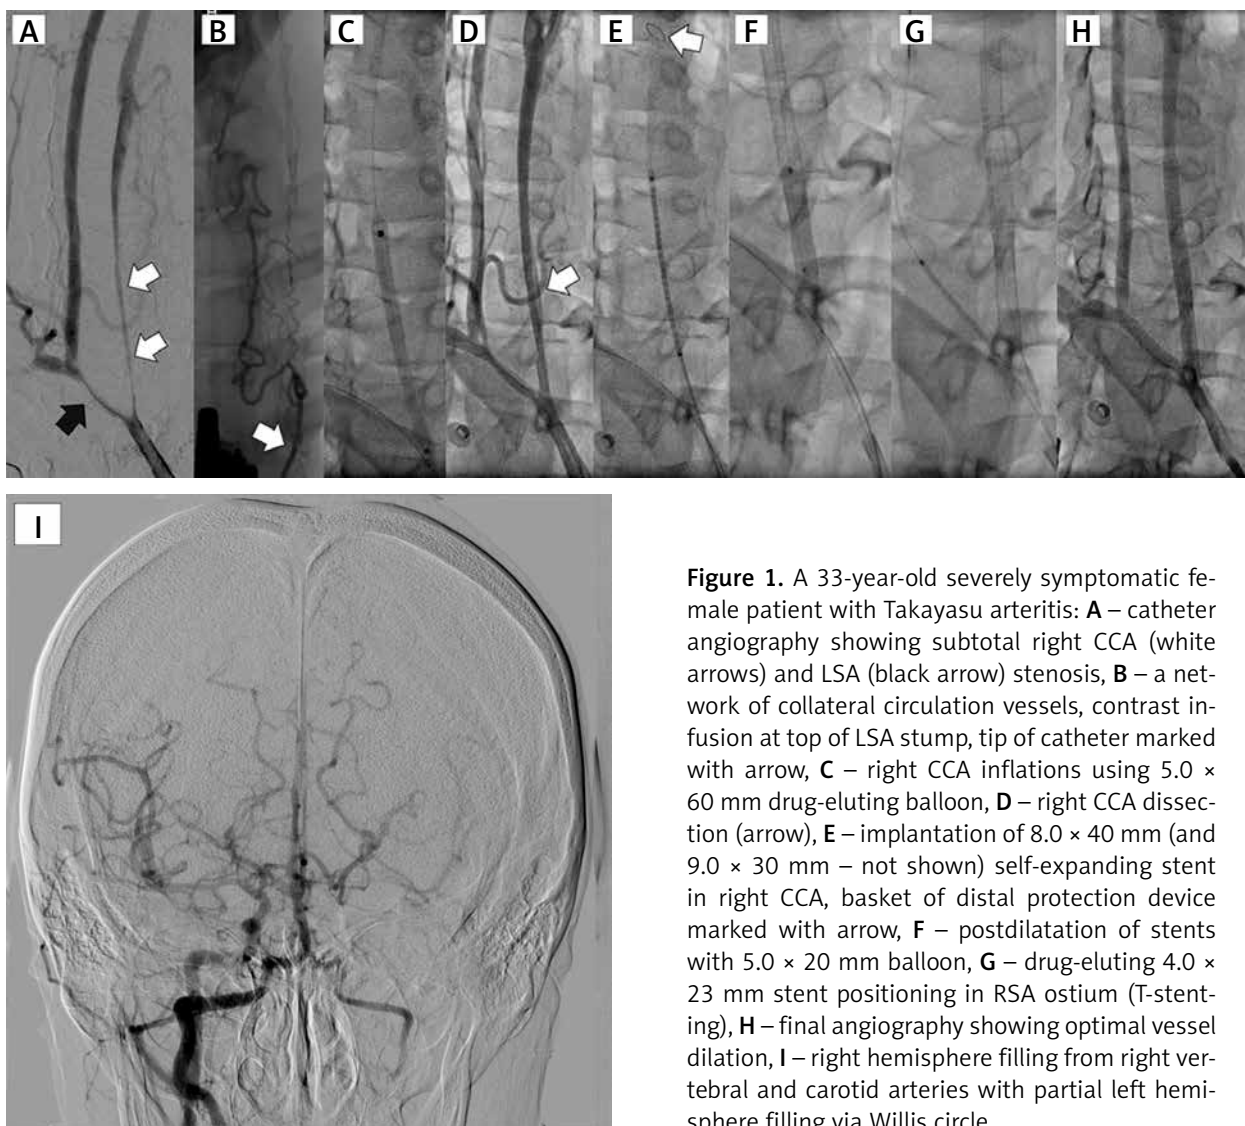 A B C D E F G H
I
Figure 1. A 33-year-old severely symptomatic fe-
male patient with Takayasu arteritis: A – catheter
angiography showing subtotal right CCA (white
arrows) and LSA (black arrow) stenosis, B – a net-
work of collateral circulation vessels, contrast in-
fusion at top of LSA stump, tip of catheter marked
with arrow, C – right CCA inflations using 5.0 ×
60 mm drug-eluting balloon, D – right CCA dissec-
tion (arrow), E – implantation of 8.0 × 40 mm (and
9.0 × 30 mm – not shown) self-expanding stent
in right CCA, basket of distal protection device
marked with arrow, F – postdilatation of stents
with 5.0 × 20 mm balloon, G – drug-eluting 4.0 ×
23 mm stent positioning in RSA ostium (T-stent-
ing), H – final angiography showing optimal vessel
dilation, I – right hemisphere filling from right ver-
tebral and carotid arteries with partial left hemi-
sphere filling via Willis circle